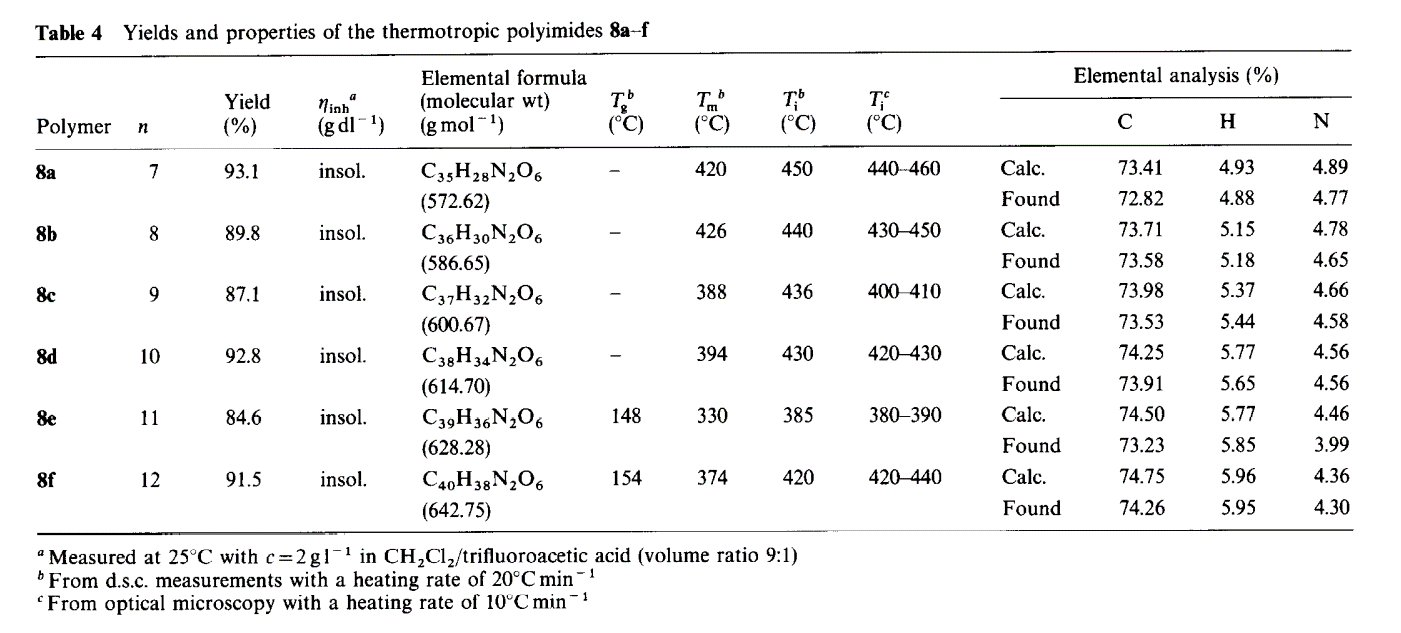 Table 4 Yields and properties of the thermotropic polyimides 8a–f
Elemental formula Elemental analysis (%)
Yield ηinhᵃ (molecular wt) Tgᵇ Tmᵇ Tiᵇ Tiᶜ
Polymer n (%) (g dl⁻¹) (g mol⁻¹) (°C) (°C) (°C) (°C) C H N
8a 7 93.1 insol. C₃₅H₂₈N₂O₆ – 420 450 440–460 Calc. 73.41 4.93 4.89
(572.62) Found 72.82 4.88 4.77
8b 8 89.8 insol. C₃₆H₃₀N₂O₆ – 426 440 430–450 Calc. 73.71 5.15 4.78
(586.65) Found 73.58 5.18 4.65
8c 9 87.1 insol. C₃₇H₃₂N₂O₆ – 388 436 400–410 Calc. 73.98 5.37 4.66
(600.67) Found 73.53 5.44 4.58
8d 10 92.8 insol. C₃₈H₃₄N₂O₆ – 394 430 420–430 Calc. 74.25 5.77 4.56
(614.70) Found 73.91 5.65 4.56
8e 11 84.6 insol. C₃₉H₃₆N₂O₆ 148 330 385 380–390 Calc. 74.50 5.77 4.46
(628.28) Found 73.23 5.85 3.99
8f 12 91.5 insol. C₄₀H₃₈N₂O₆ 154 374 420 420–440 Calc. 74.75 5.96 4.36
(642.75) Found 74.26 5.95 4.30
ᵃ Measured at 25°C with c=2 g l⁻¹ in CH₂Cl₂/trifluoroacetic acid (volume ratio 9:1)
ᵇ From d.s.c. measurements with a heating rate of 20°C min⁻¹
ᶜ From optical microscopy with a heating rate of 10°C min⁻¹